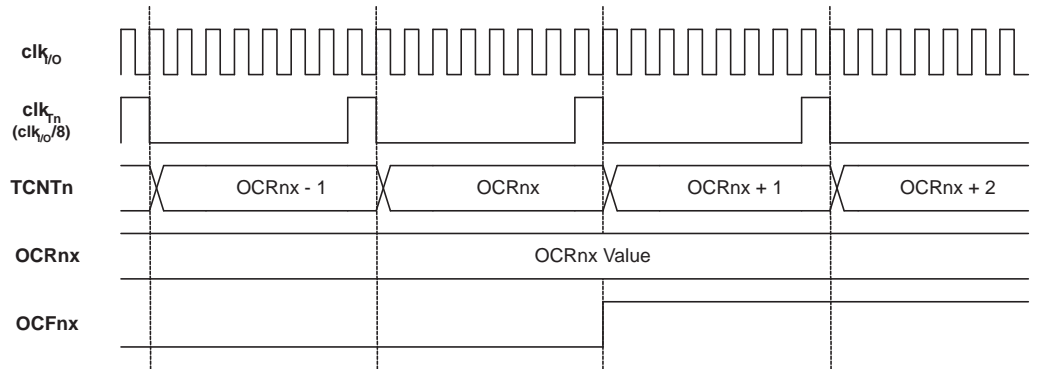 clkI/O
clkTn
(clkI/O/8)
TCNTn
OCRnx - 1
OCRnx
OCRnx + 1
OCRnx + 2
OCRnx
OCRnx Value
OCFnx